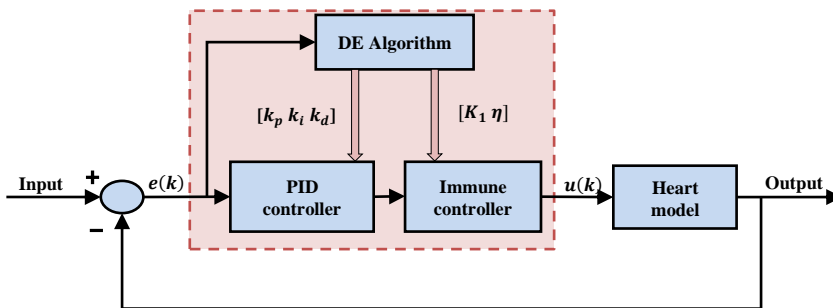 DE Algorithm
[k_p k_i k_d]
[K_1 η]
Input
+
−
e(k)
PID
controller
Immune
controller
u(k)
Heart
model
Output